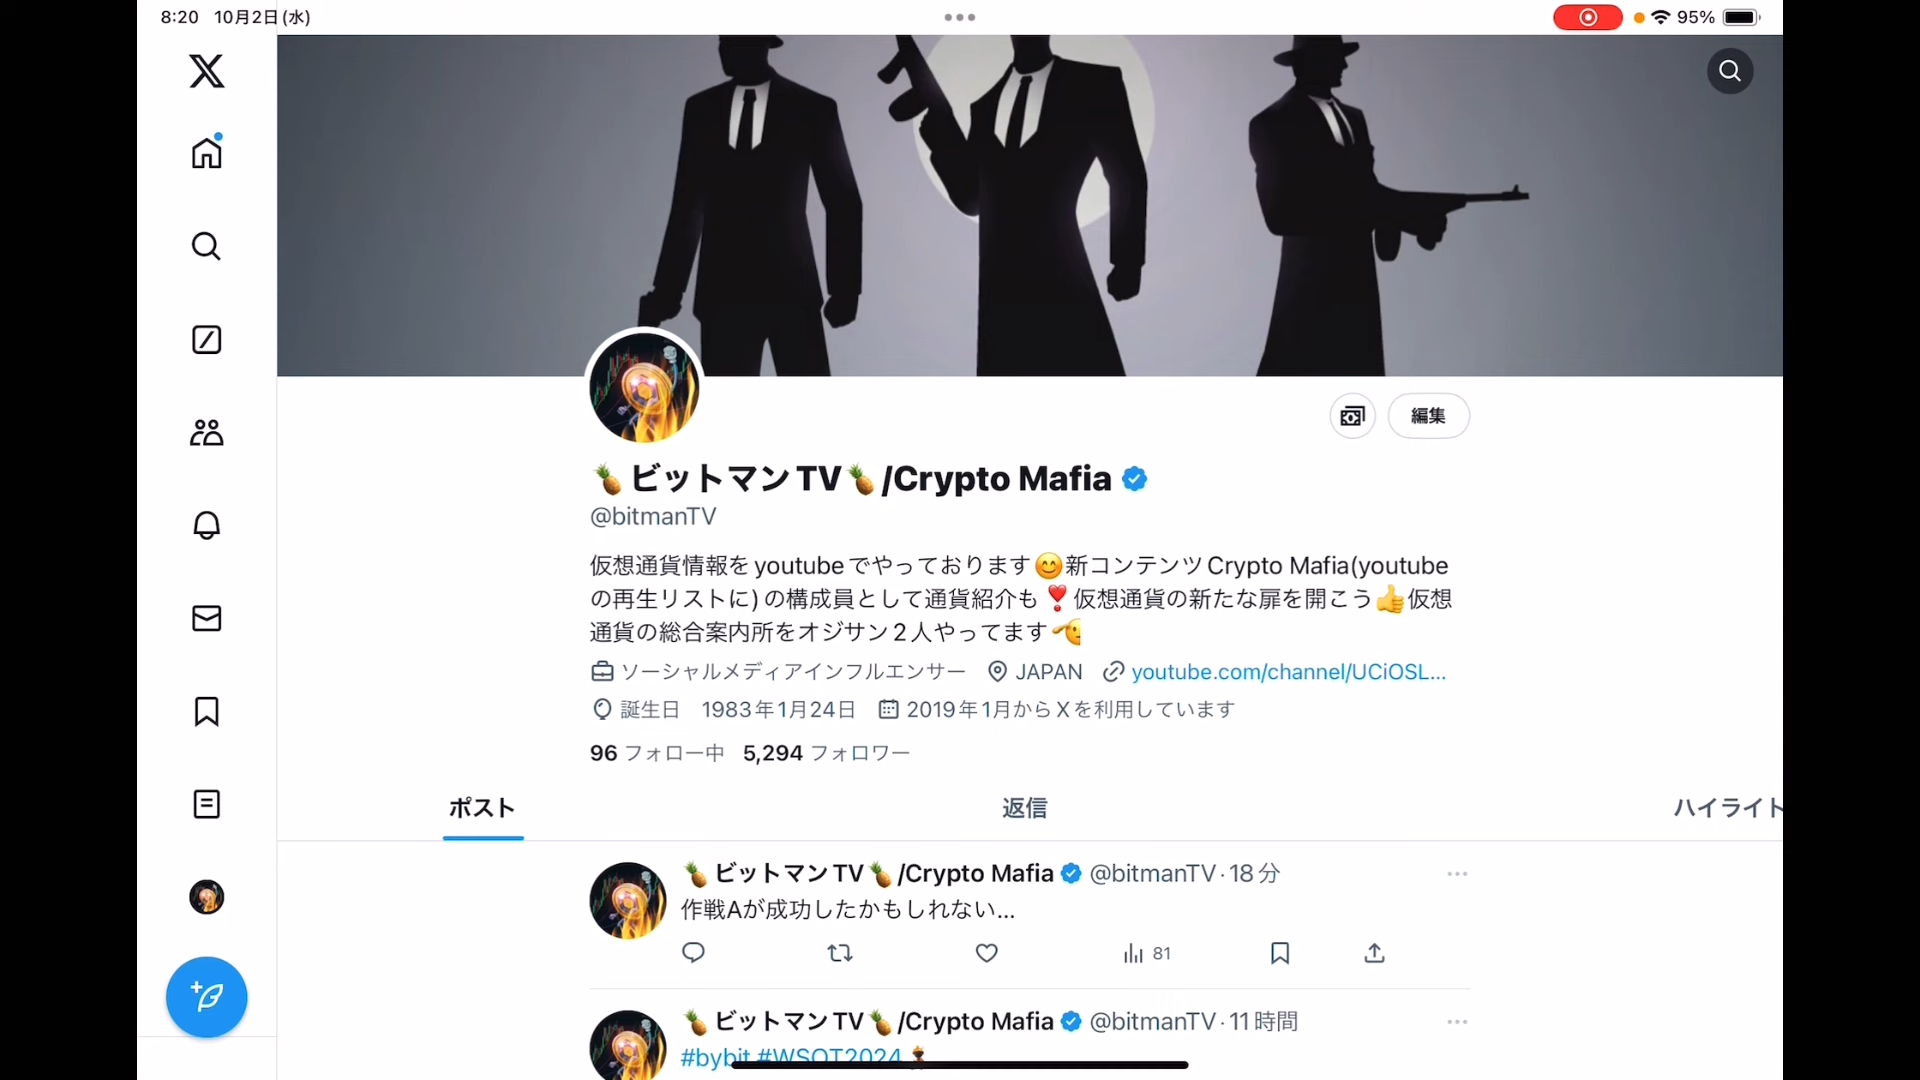 8:20 10月2日(水)
95%
編集
🍍ビットマンTV🍍/Crypto Mafia
@bitmanTV
仮想通貨情報をyoutubeでやっております😊新コンテンツCrypto Mafia(youtube
の再生リストに)の構成員として通貨紹介も❣️仮想通貨の新たな扉を開こう👍仮想
通貨の総合案内所をオジサン2人やってます🫡
ソーシャルメディアインフルエンサー JAPAN youtube.com/channel/UCiOSL...
誕生日 1983年1月24日 2019年1月からXを利用しています
96 フォロー中 5,294 フォロワー
ポスト 返信 ハイライト
🍍ビットマンTV🍍/Crypto Mafia @bitmanTV·18分
作戦Aが成功したかもしれない...
81
🍍ビットマンTV🍍/Crypto Mafia @bitmanTV·11時間
#bybit #WSOT2024